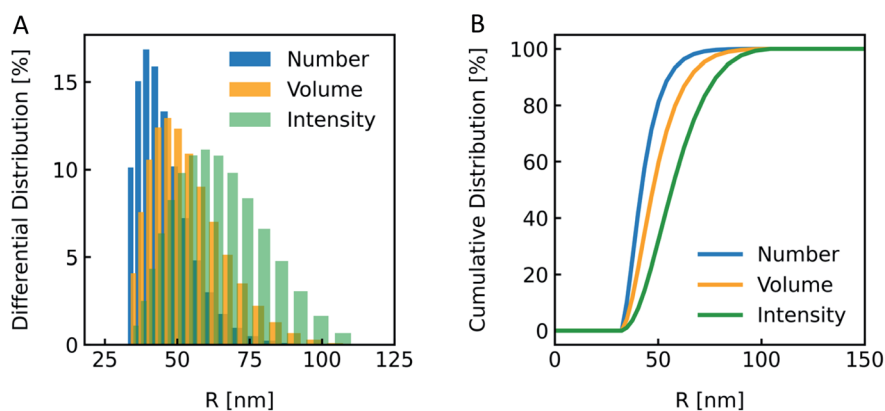 A
Differential Distribution [%]
15
10
5
0
25
50
75
100
125
R [nm]
Number
Volume
Intensity
B
Cumulative Distribution [%]
100
80
60
40
20
0
0
50
100
150
R [nm]
Number
Volume
Intensity